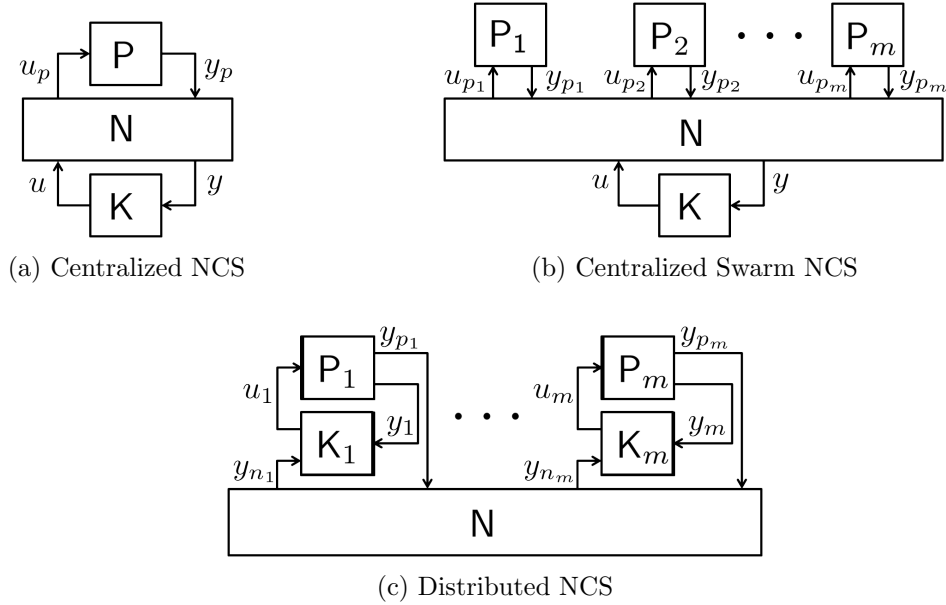 P
u_p y_p
N
u y
K
(a) Centralized NCS
P_1 P_2 · · · P_m
u_{p_1} y_{p_1} u_{p_2} y_{p_2} u_{p_m} y_{p_m}
N
u y
K
(b) Centralized Swarm NCS
y_{p_1} y_{p_m}
P_1 P_m
u_1 u_m
· · ·
y_1 y_m
K_1 K_m
y_{n_1} y_{n_m}
N
(c) Distributed NCS